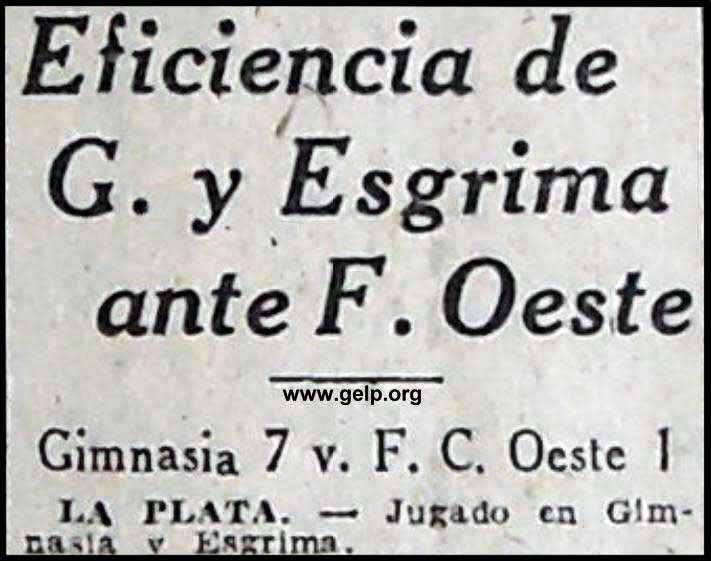 Eficiencia de
G. y Esgrima
ante F. Oeste
www.gelp.org
Gimnasia 7 v. F. C. Oeste 1
LA PLATA. — Jugado en Gim-
nasia y Esgrima.